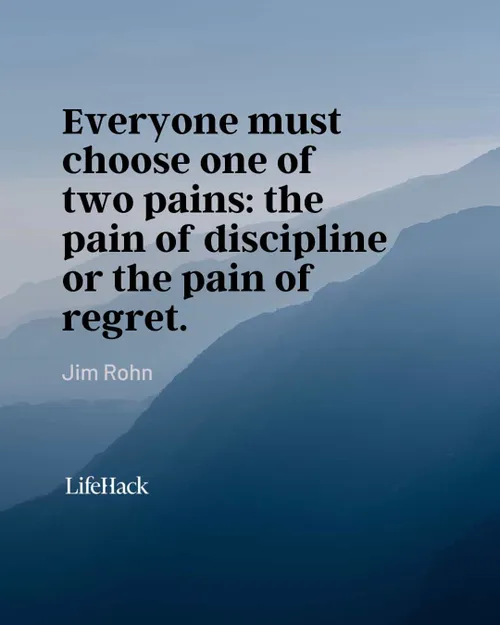 Everyone must
choose one of
two pains: the
pain of discipline
or the pain of
regret.
Jim Rohn
LifeHack